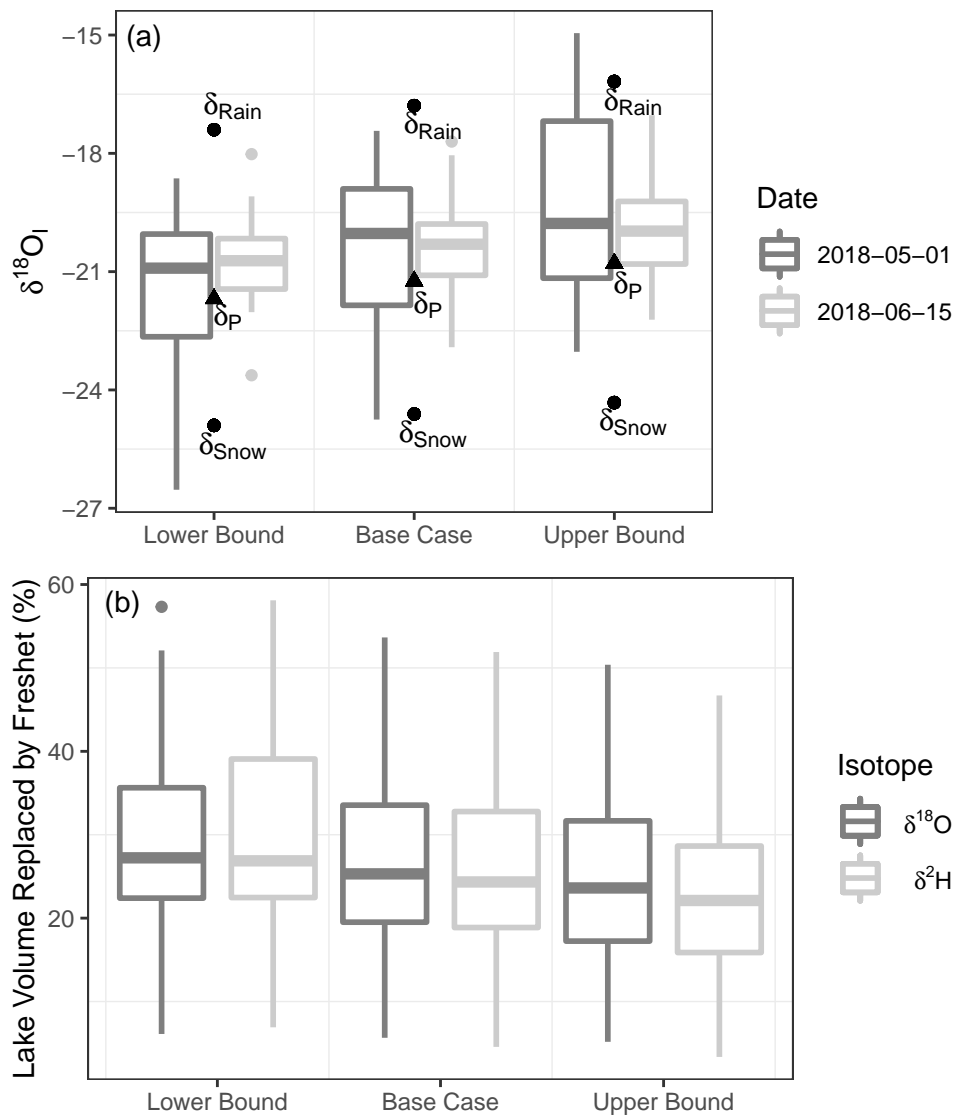 (a)
−15
−18
−21
−24
−27
δ¹⁸O_I
δRain
δRain
δRain
δP
δP
δP
δSnow
δSnow
δSnow
Lower Bound Base Case Upper Bound
Date
2018−05−01
2018−06−15
(b)
60
40
20
Lake Volume Replaced by Freshet (%)
Lower Bound Base Case Upper Bound
Isotope
δ¹⁸O
δ²H